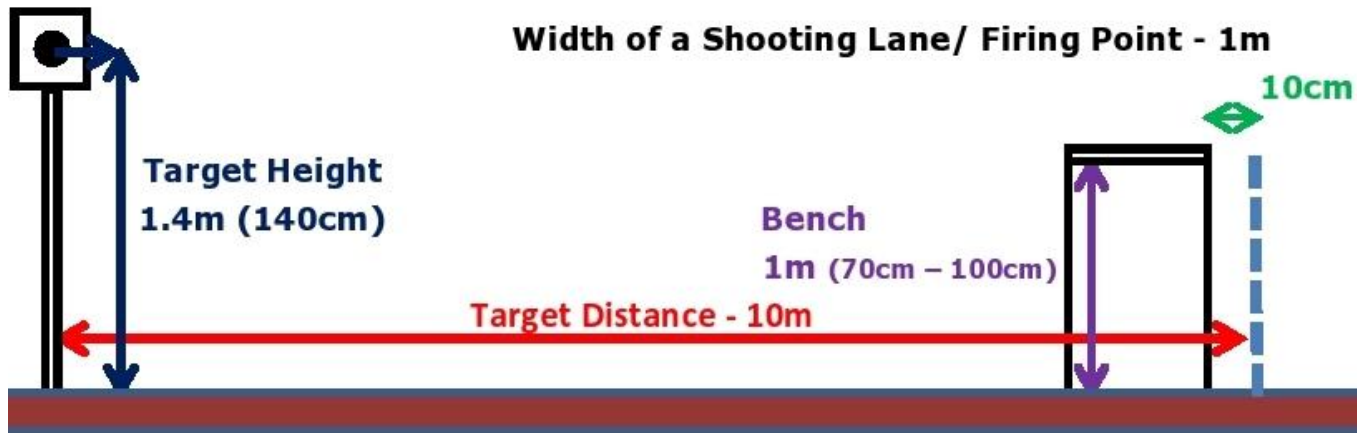 Width of a Shooting Lane/ Firing Point - 1m
10cm
Target Height
1.4m (140cm)
Bench
1m (70cm – 100cm)
Target Distance - 10m